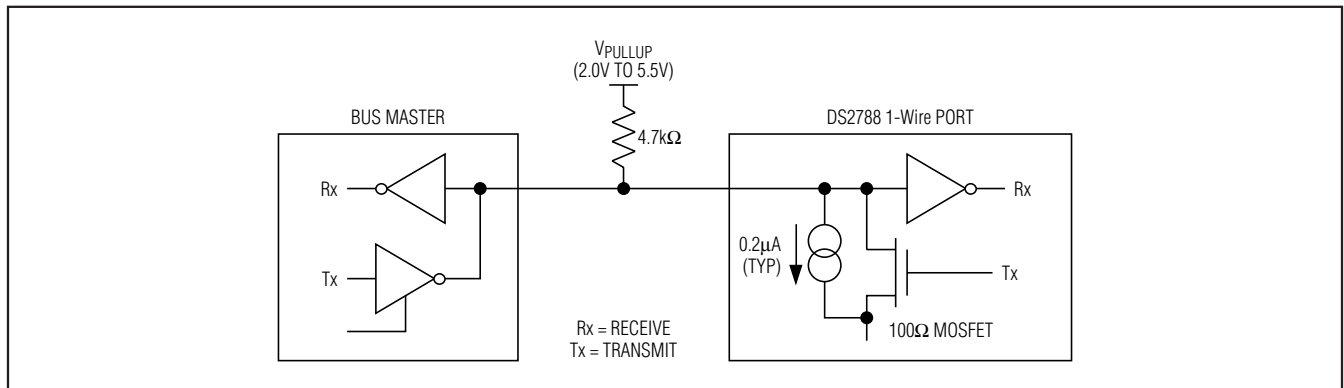 VPULLUP
(2.0V TO 5.5V)
BUS MASTER
DS2788 1-Wire PORT
4.7kΩ
Rx
Rx
0.2μA
(TYP)
Tx
Tx
Rx = RECEIVE
Tx = TRANSMIT
100Ω MOSFET